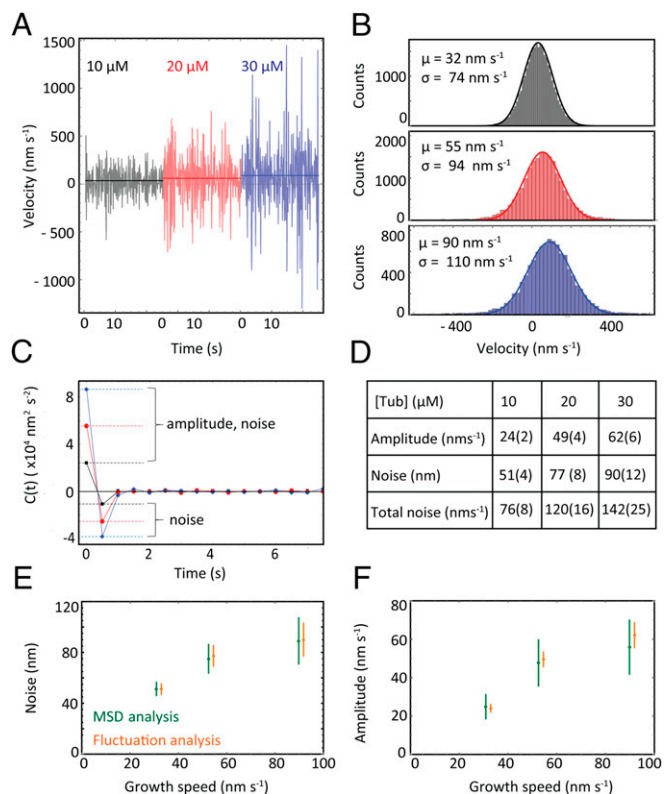 A
1500
1000
500
0
- 500
- 1000
Velocity (nm s⁻¹)
10 µM
20 µM
30 µM
0 10 0 10 0 10
Time (s)
B
Counts
1000
0
µ = 32 nm s⁻¹
σ = 74 nm s⁻¹
Counts
2000
1000
0
µ = 55 nm s⁻¹
σ = 94 nm s⁻¹
Counts
800
400
0
µ = 90 nm s⁻¹
σ = 110 nm s⁻¹
- 400 0 400
Velocity (nm s⁻¹)
C
C(t) ( x10⁴ nm² s⁻²)
8
4
0
-4
amplitude, noise
noise
0 2 4 6
Time (s)
D
[Tub] (µM) 10 20 30
Amplitude (nms⁻¹) 24(2) 49(4) 62(6)
Noise (nm) 51(4) 77 (8) 90(12)
Total noise (nms⁻¹) 76(8) 120(16) 142(25)
E
Noise (nm)
120
80
40
0
MSD analysis
Fluctuation analysis
0 20 40 60 80 100
Growth speed (nm s⁻¹)
F
Amplitude (nm s⁻¹)
80
60
40
20
0
0 20 40 60 80 100
Growth speed (nm s⁻¹)